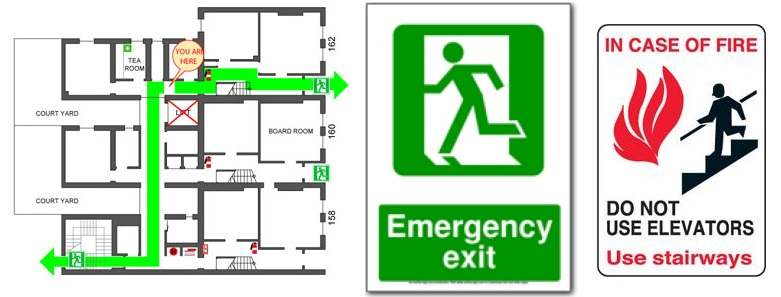 TEA
ROOM
YOU ARE
HERE
162
COURT YARD
LIFT
160
BOARD ROOM
COURT YARD
158
Emergency
exit
IN CASE OF FIRE
DO NOT
USE ELEVATORS
Use stairways